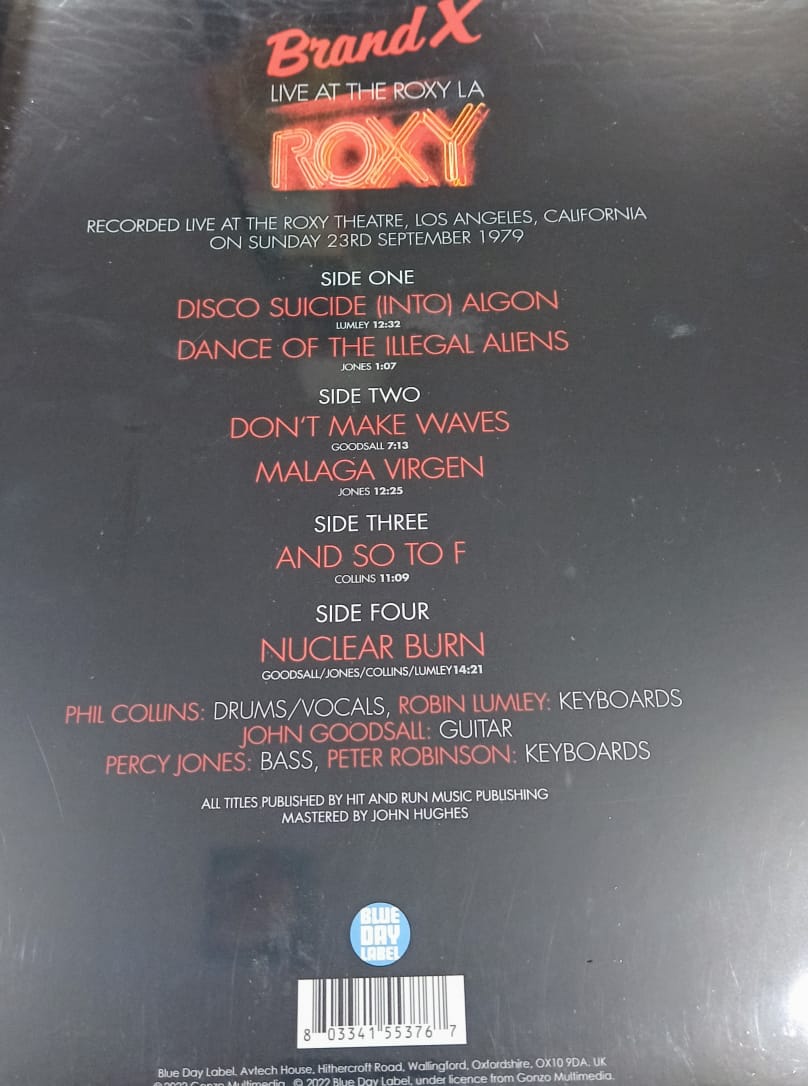 Brand X
LIVE AT THE ROXY LA
ROXY
RECORDED LIVE AT THE ROXY THEATRE, LOS ANGELES, CALIFORNIA
ON SUNDAY 23RD SEPTEMBER 1979
SIDE ONE
DISCO SUICIDE (INTO) ALGON
LUMLEY 12:32
DANCE OF THE ILLEGAL ALIENS
JONES 1:07
SIDE TWO
DON'T MAKE WAVES
GOODSALL 7:13
MALAGA VIRGEN
JONES 12:25
SIDE THREE
AND SO TO F
COLLINS 11:09
SIDE FOUR
NUCLEAR BURN
GOODSALL/JONES/COLLINS/LUMLEY 14:21
PHIL COLLINS: DRUMS/VOCALS, ROBIN LUMLEY: KEYBOARDS
JOHN GOODSALL: GUITAR
PERCY JONES: BASS, PETER ROBINSON: KEYBOARDS
ALL TITLES PUBLISHED BY HIT AND RUN MUSIC PUBLISHING
MASTERED BY JOHN HUGHES
BLUE
DAY
LABEL
8 03341 55376 7
Blue Day Label, Avtech House, Hithercroft Road, Wallingford, Oxfordshire, OX10 9DA. UK
℗ 2022 Gonzo Multimedia. © 2022 Blue Day Label, under licence from Gonzo Multimedia.